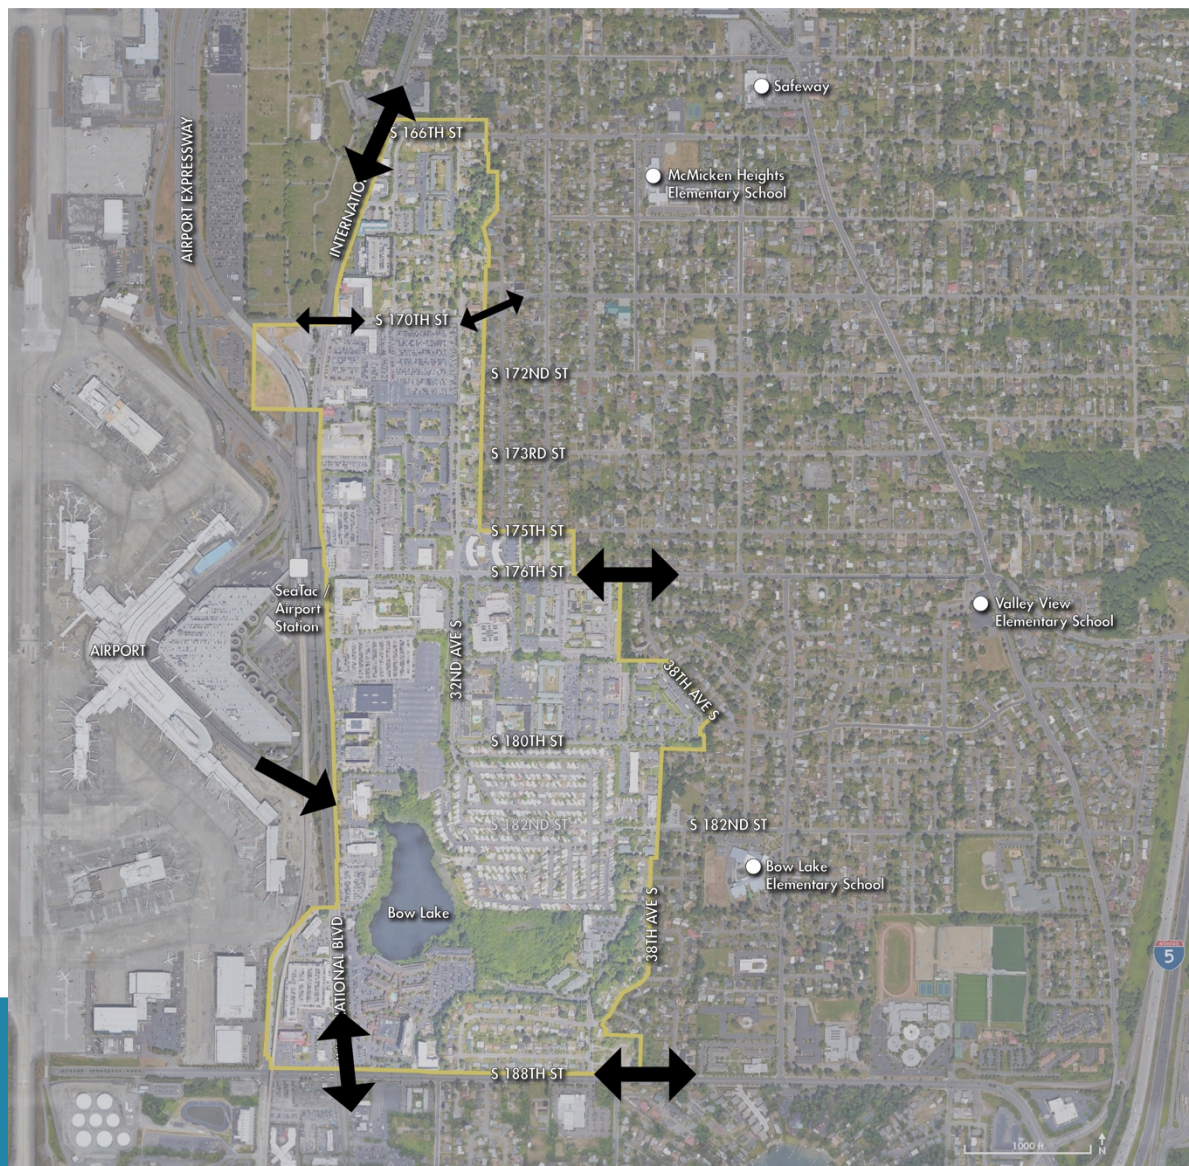 Safeway
S 166TH ST
McMicken Heights
Elementary School
AIRPORT EXPRESSWAY
INTERNATIO
S 170TH ST
S 172ND ST
S 173RD ST
S 175TH ST
S 176TH ST
SeaTac /
Airport
Station
Valley View
Elementary School
AIRPORT
32ND AVE S
38TH AVE S
S 180TH ST
S 182ND ST
S 182ND ST
Bow Lake
Elementary School
Bow Lake
ATIONAL BLVD
38TH AVE S
5
S 188TH ST
1000 ft
N